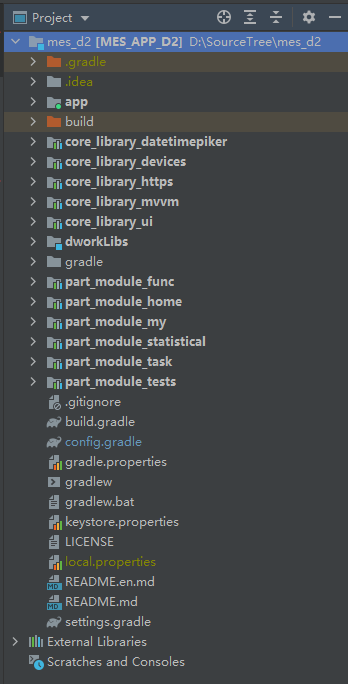 Project
mes_d2 [MES_APP_D2] D:\SourceTree\mes_d2
.gradle
.idea
app
build
core_library_datetimepiker
core_library_devices
core_library_https
core_library_mvvm
core_library_ui
dworkLibs
gradle
part_module_func
part_module_home
part_module_my
part_module_statistical
part_module_task
part_module_tests
.gitignore
build.gradle
config.gradle
gradle.properties
gradlew
gradlew.bat
keystore.properties
LICENSE
local.properties
README.en.md
README.md
settings.gradle
External Libraries
Scratches and Consoles